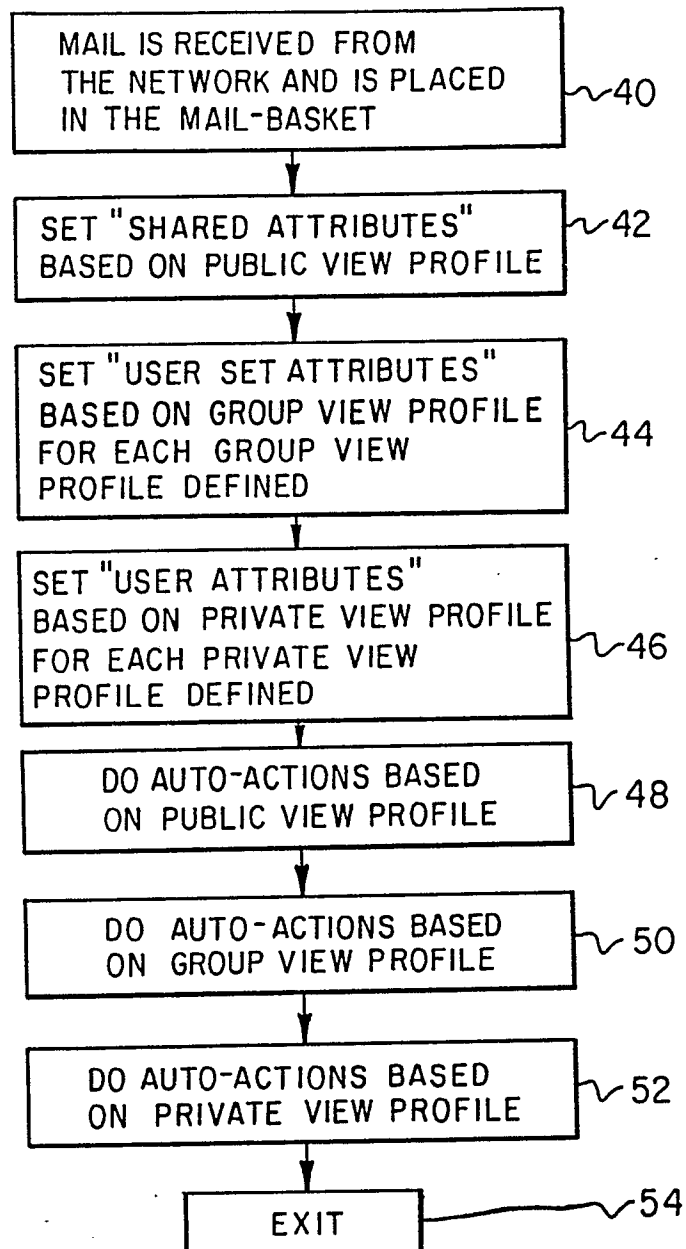 MAIL IS RECEIVED FROM
THE NETWORK AND IS PLACED
IN THE MAIL-BASKET
40
SET "SHARED ATTRIBUTES"
BASED ON PUBLIC VIEW PROFILE
42
SET "USER SET ATTRIBUTES"
BASED ON GROUP VIEW PROFILE
FOR EACH GROUP VIEW
PROFILE DEFINED
44
SET "USER ATTRIBUTES"
BASED ON PRIVATE VIEW PROFILE
FOR EACH PRIVATE VIEW
PROFILE DEFINED
46
DO AUTO-ACTIONS BASED
ON PUBLIC VIEW PROFILE
48
DO AUTO-ACTIONS BASED
ON GROUP VIEW PROFILE
50
DO AUTO-ACTIONS BASED
ON PRIVATE VIEW PROFILE
52
EXIT
54